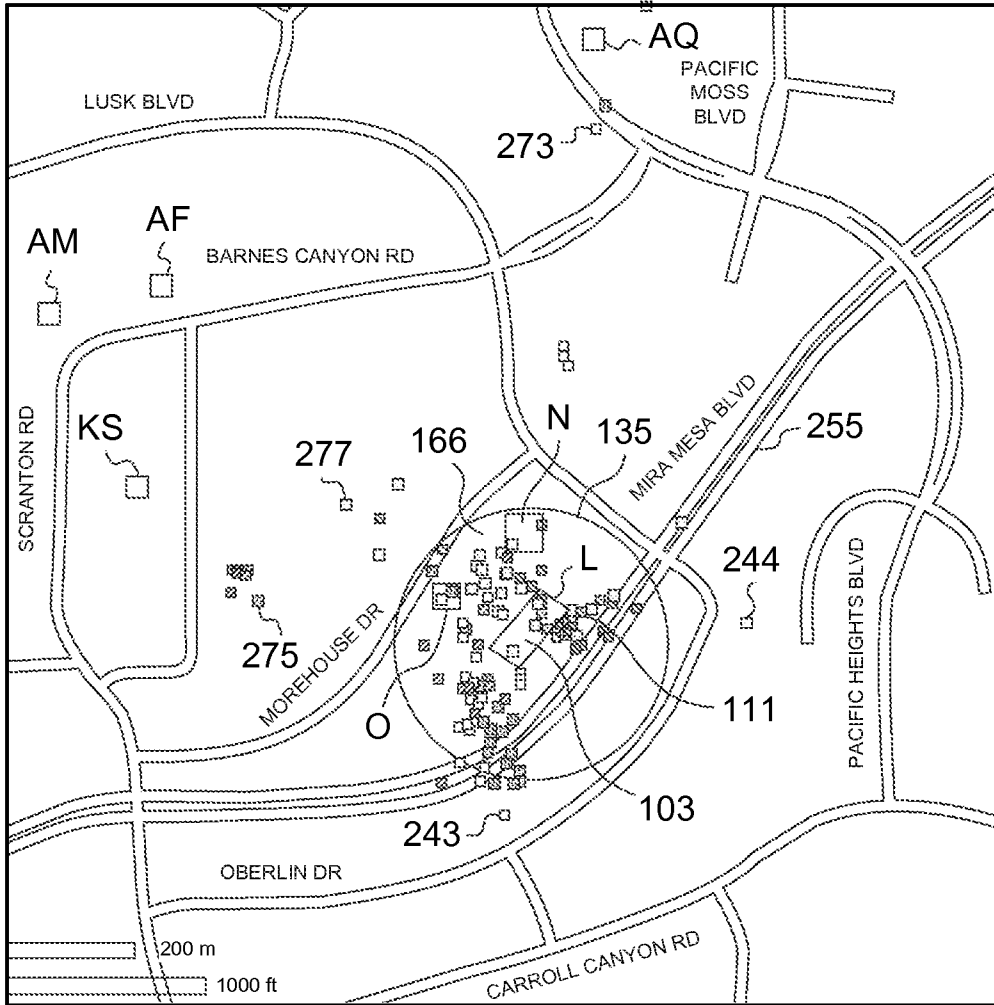 AQ
PACIFIC
MOSS
BLVD
LUSK BLVD
273
AM
AF
BARNES CANYON RD
SCRANTON RD
KS
277
166
N
135
MIRA MESA BLVD
255
L
244
275
MOREHOUSE DR
O
111
103
PACIFIC HEIGHTS BLVD
243
OBERLIN DR
200 m
1000 ft
CARROLL CANYON RD